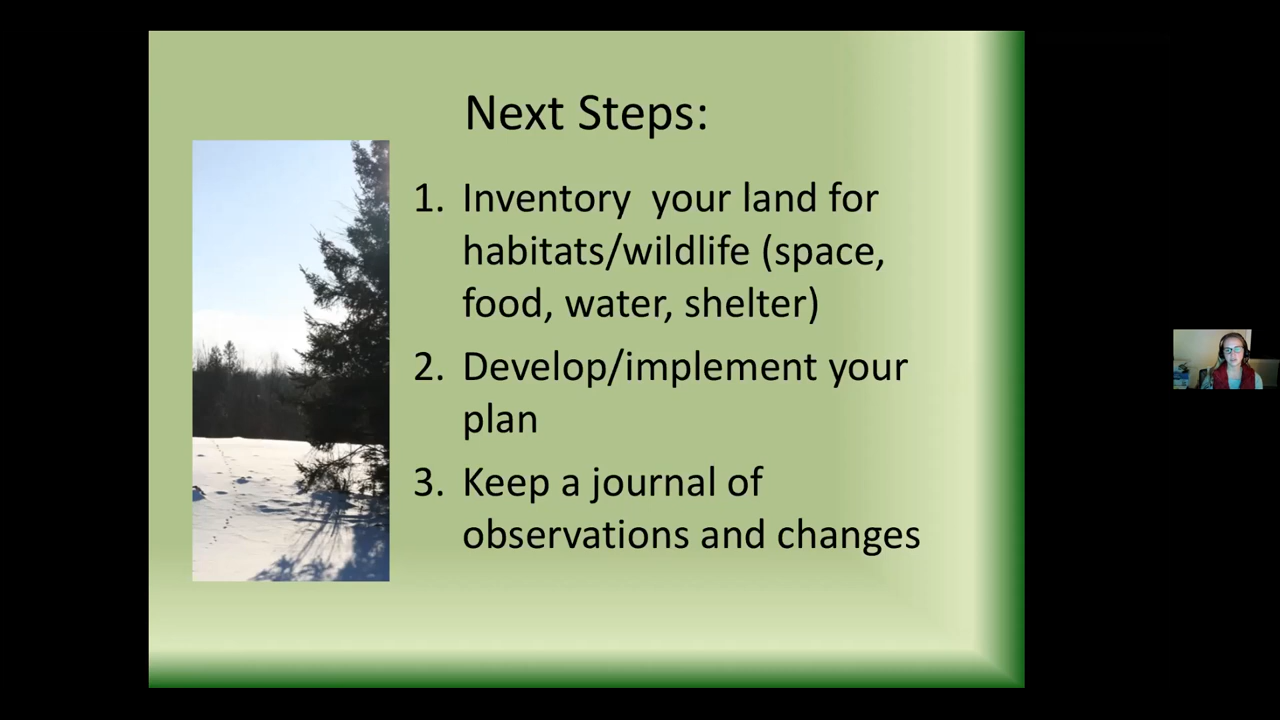 Next Steps:
1. Inventory  your land for
habitats/wildlife (space,
food, water, shelter)
2. Develop/implement your
plan
3. Keep a journal of
observations and changes